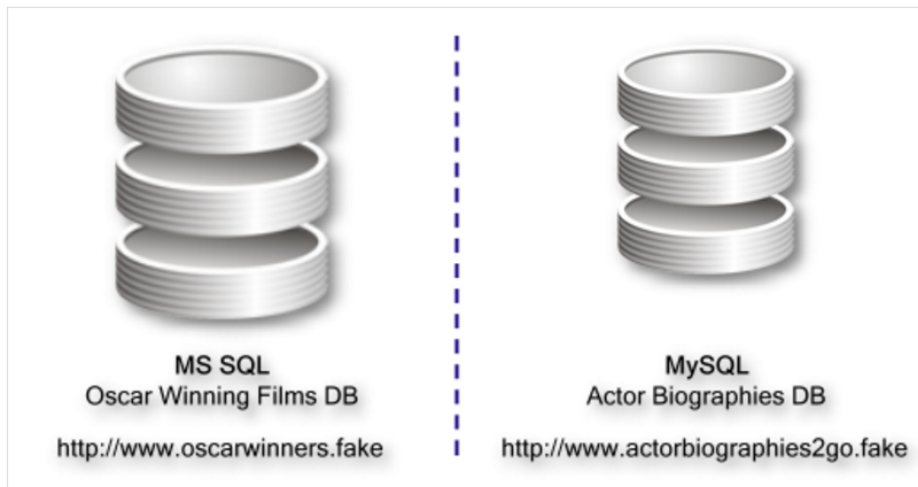 MS SQL
Oscar Winning Films DB
http://www.oscarwinners.fake
MySQL
Actor Biographies DB
http://www.actorbiographies2go.fake